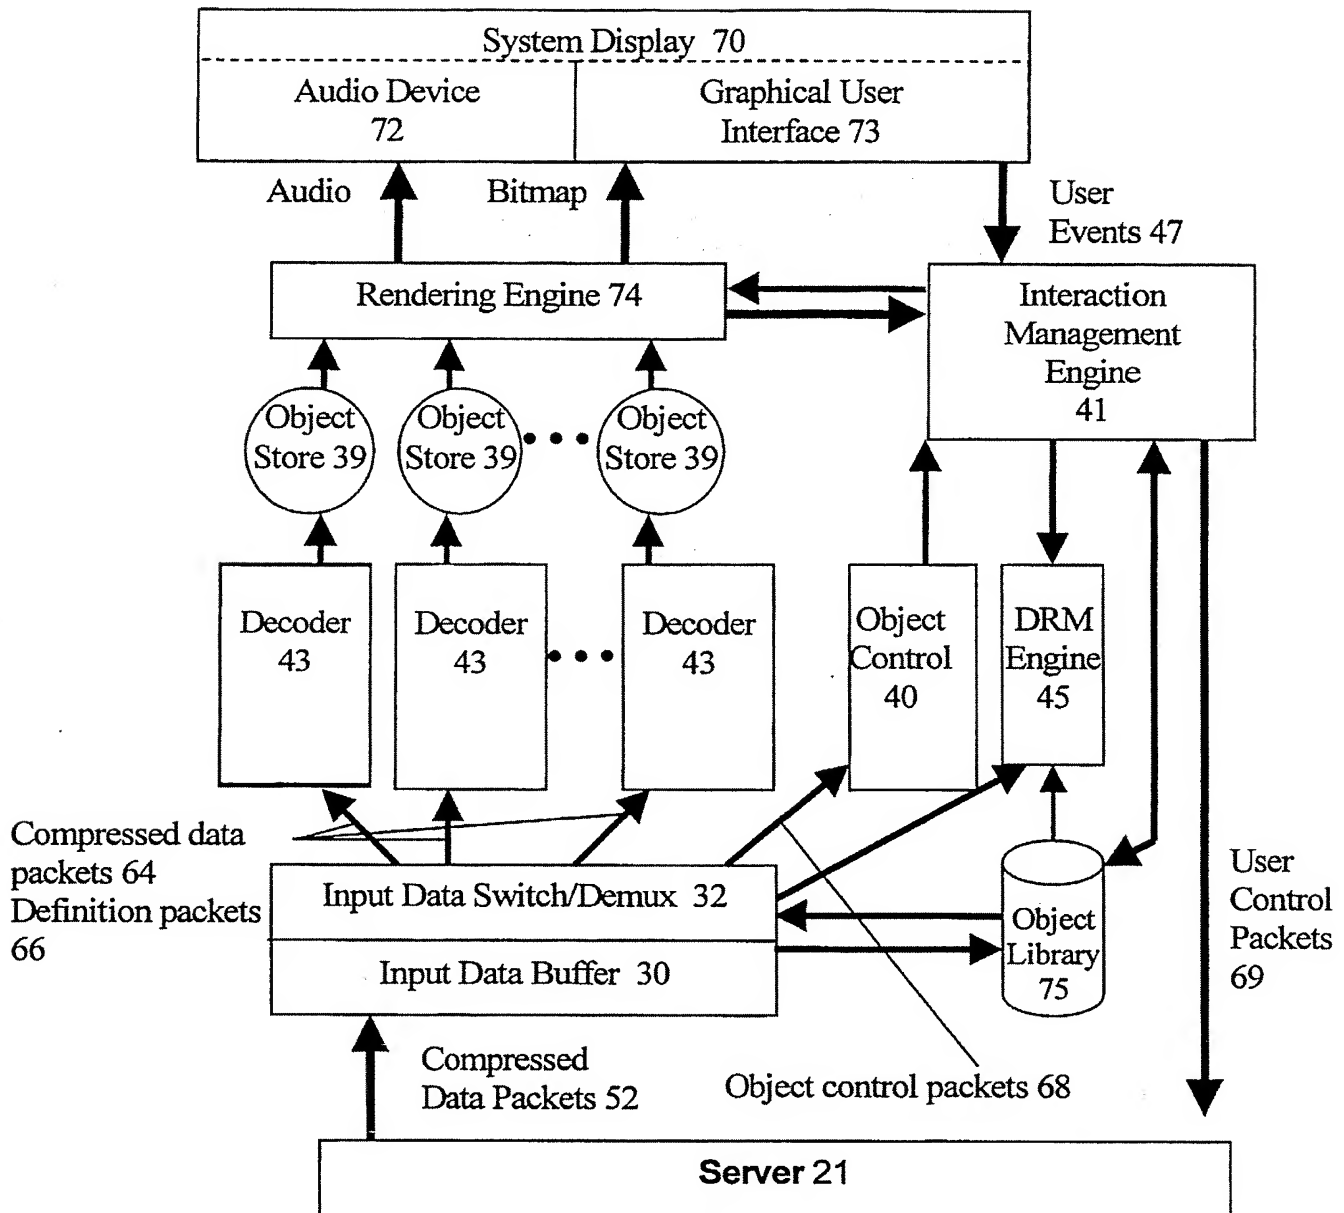 System Display 70
Audio Device
72
Graphical User
Interface 73
Audio
Bitmap
User
Events 47
Rendering Engine 74
Interaction
Management
Engine
41
Object
Store 39
Object
Store 39
Object
Store 39
Decoder
43
Decoder
43
Decoder
43
Object
Control
40
DRM
Engine
45
Compressed data
packets 64
Definition packets
66
Input Data Switch/Demux 32
Input Data Buffer 30
Object
Library
75
User
Control
Packets
69
Compressed
Data Packets 52
Object control packets 68
Server 21